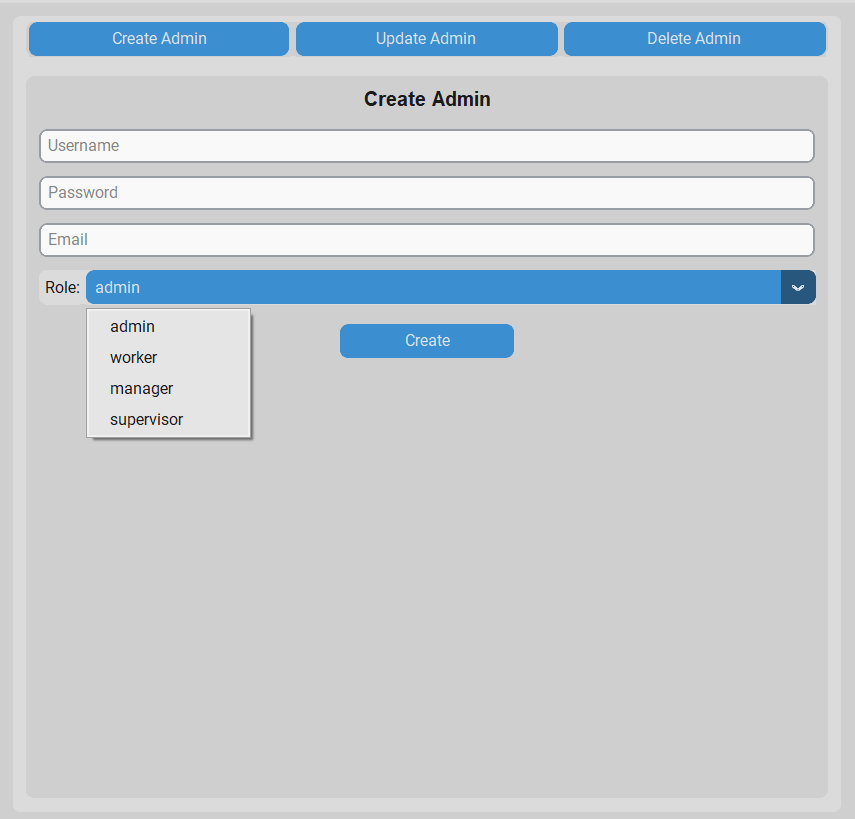 Create Admin Update Admin Delete Admin
Create Admin
Username
Password
Email
Role: admin
admin
worker
manager
supervisor
Create